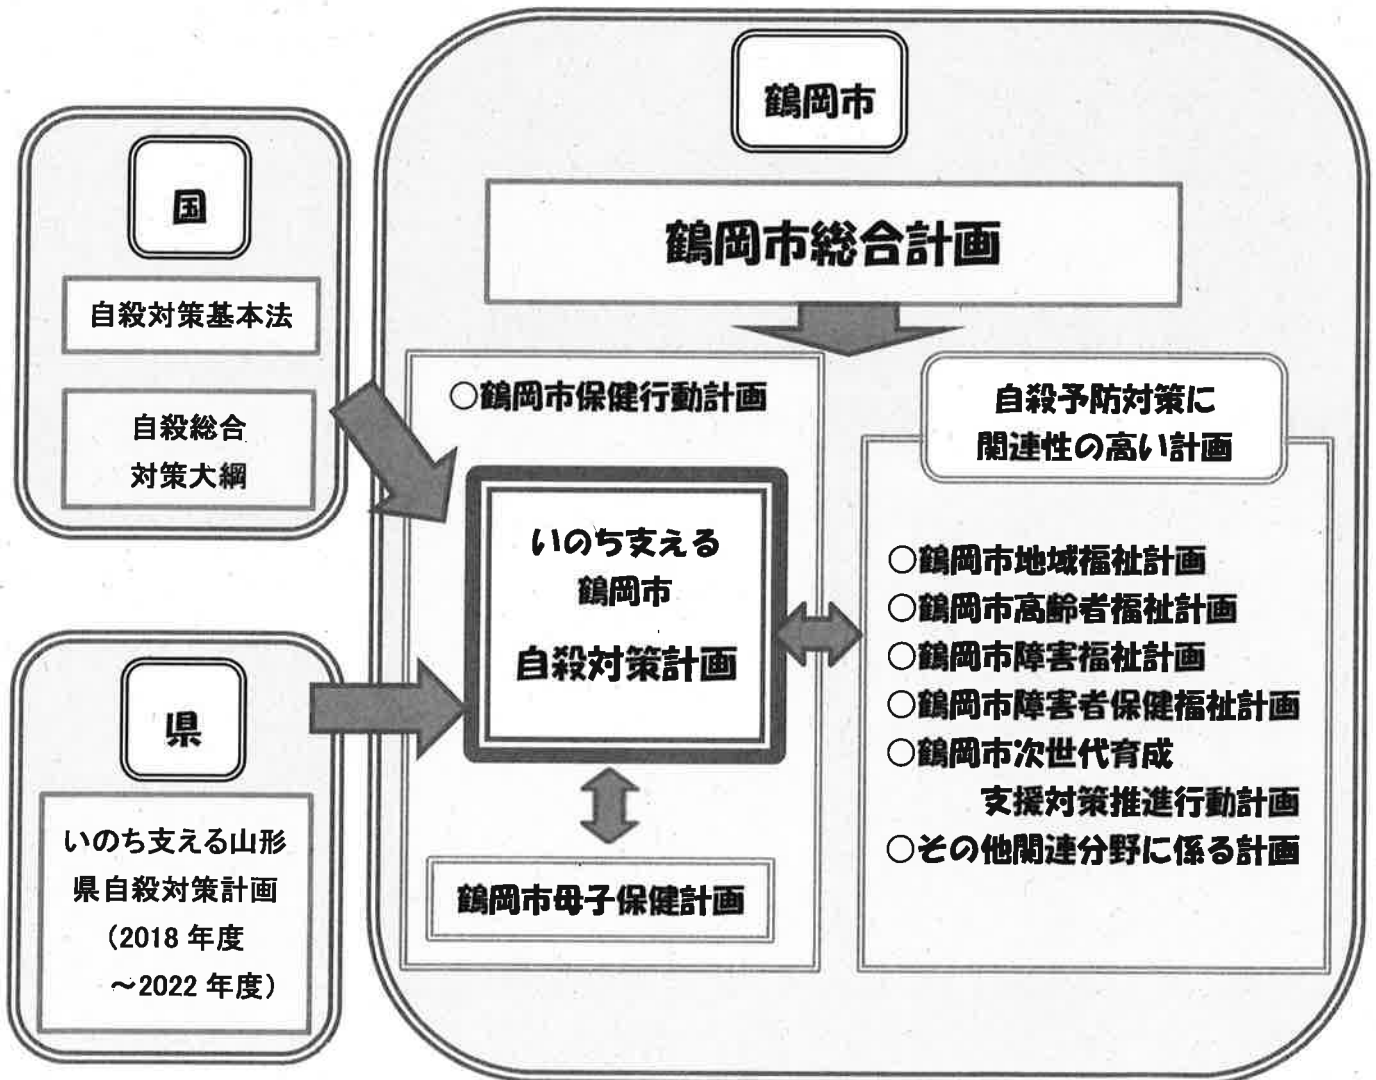 鶴岡市
鶴岡市総合計画
国
自殺対策基本法
自殺総合
対策大綱
県
いのち支える山形
県自殺対策計画
(2018 年度
～2022 年度)
○鶴岡市保健行動計画
いのち支える
鶴岡市
自殺対策計画
鶴岡市母子保健計画
自殺予防対策に
関連性の高い計画
○鶴岡市地域福祉計画
○鶴岡市高齢者福祉計画
○鶴岡市障害福祉計画
○鶴岡市障害者保健福祉計画
○鶴岡市次世代育成
支援対策推進行動計画
○その他関連分野に係る計画